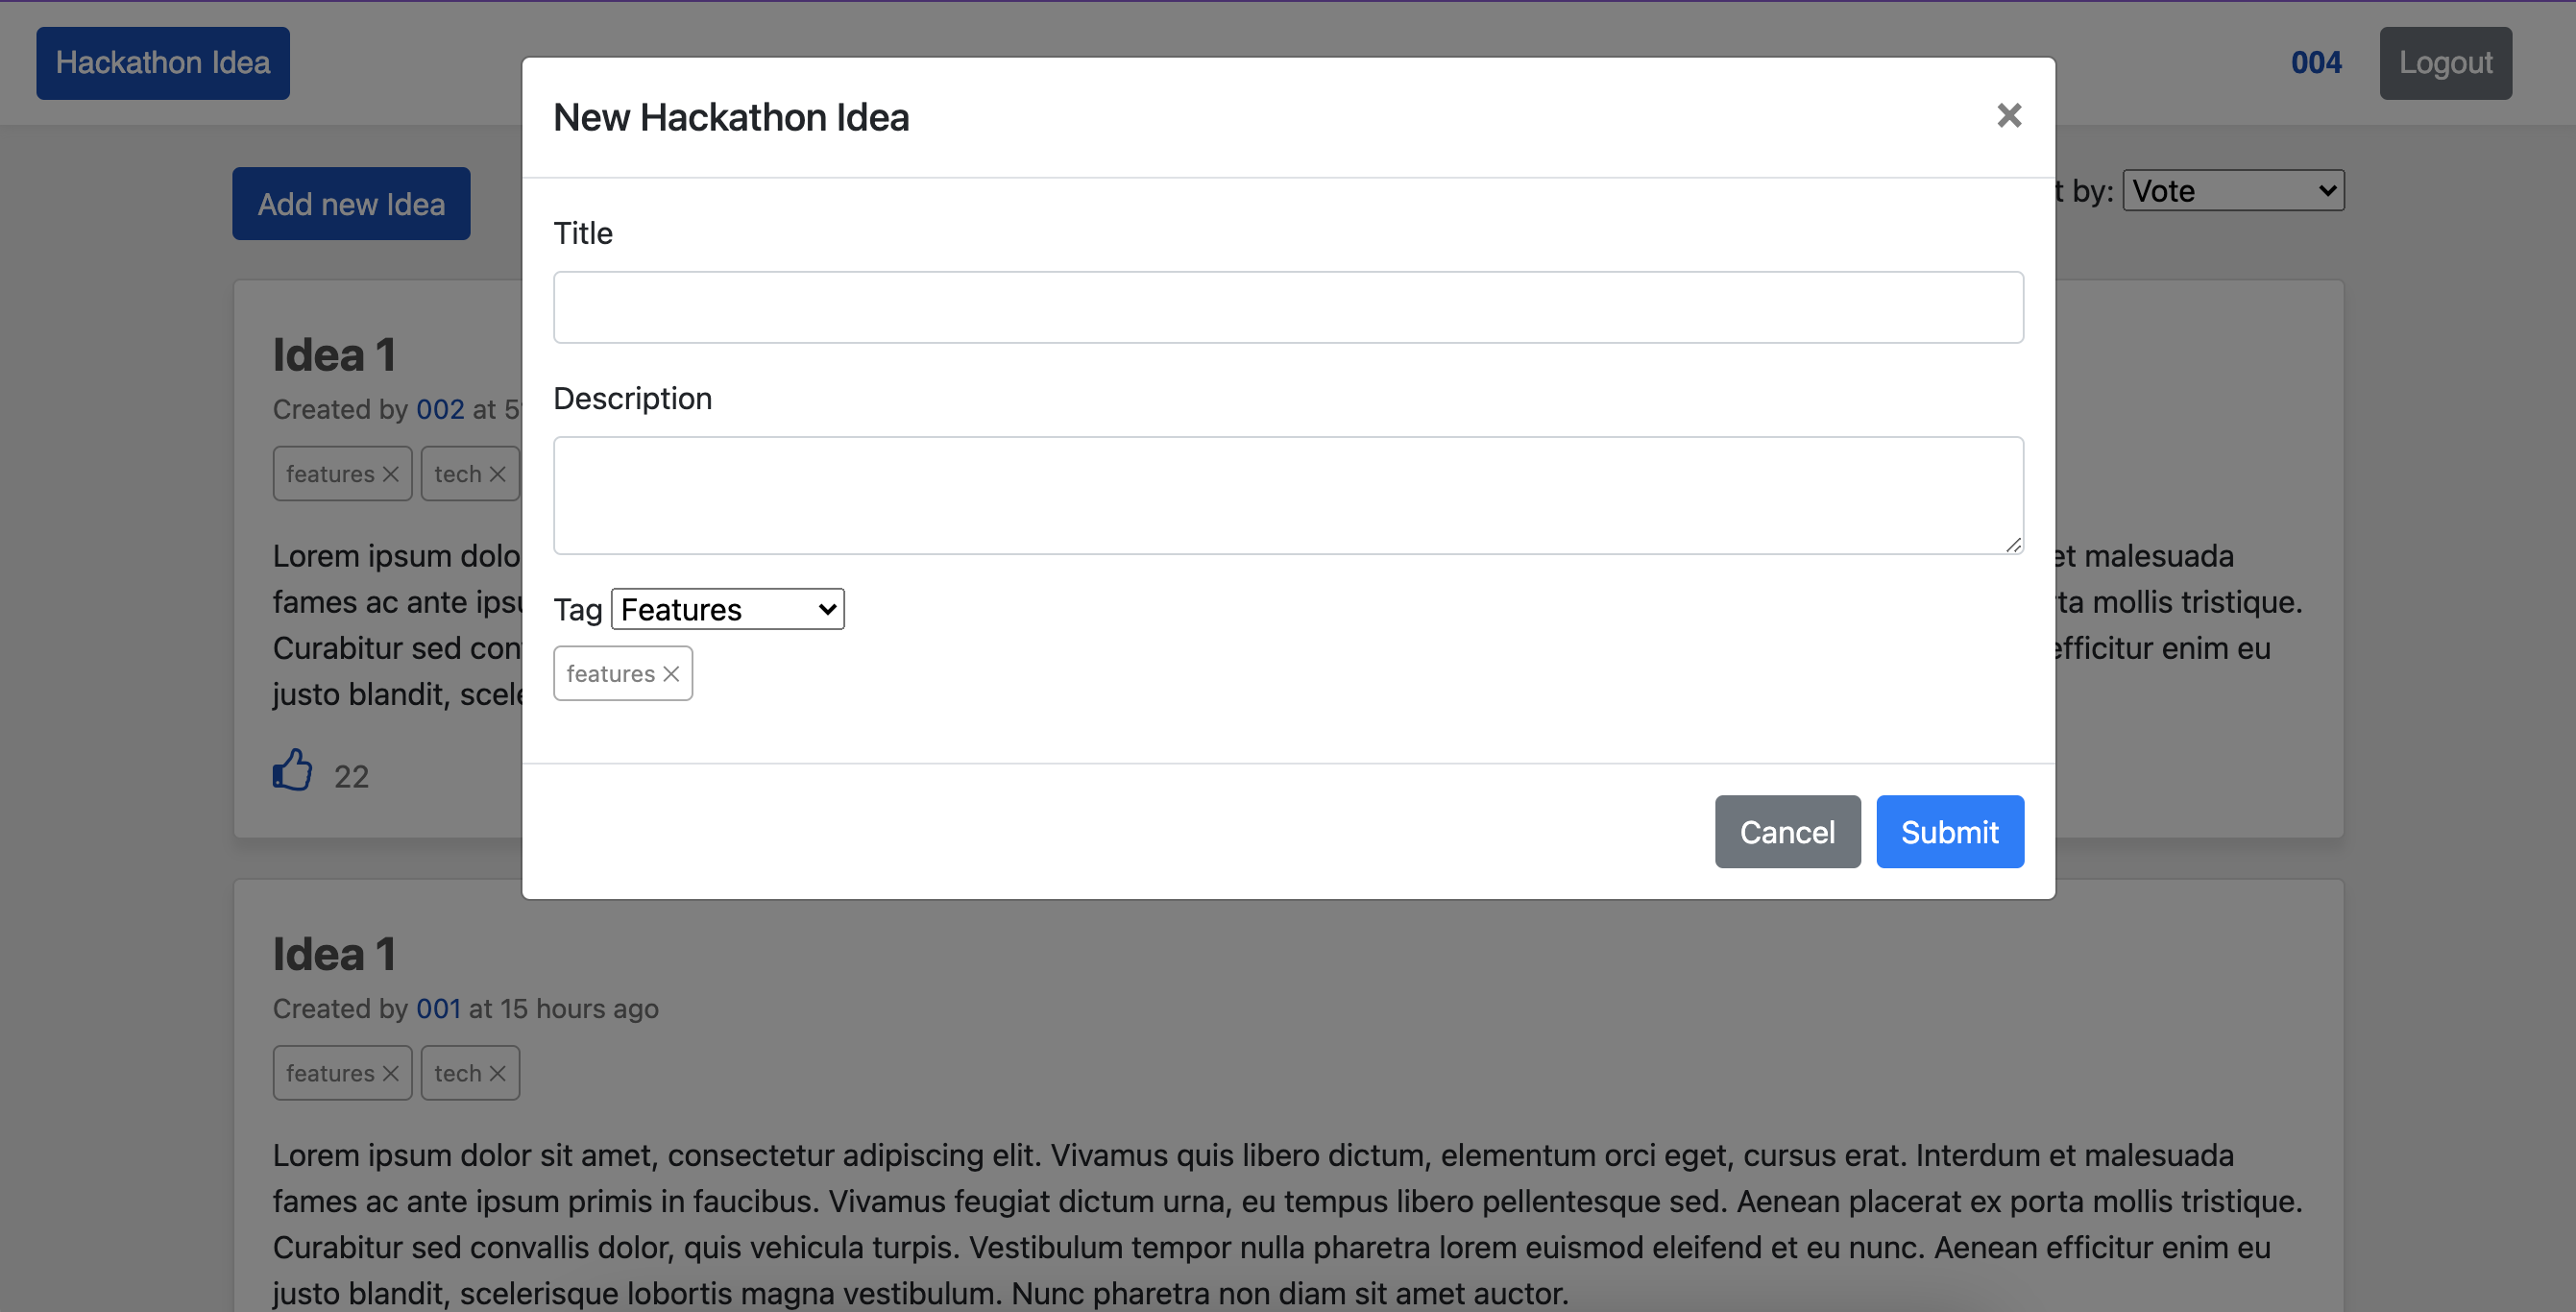 Hackathon Idea
004
Logout
New Hackathon Idea
Add new Idea
t by: Vote
Title
Idea 1
Created by 002 at 5
Description
features
tech
Lorem ipsum dolo
et malesuada
fames ac ante ipsu
ta mollis tristique.
Curabitur sed con
efficitur enim eu
justo blandit, scele
Tag Features
features
22
Cancel
Submit
Idea 1
Created by 001 at 15 hours ago
features
tech
Lorem ipsum dolor sit amet, consectetur adipiscing elit. Vivamus quis libero dictum, elementum orci eget, cursus erat. Interdum et malesuada
fames ac ante ipsum primis in faucibus. Vivamus feugiat dictum urna, eu tempus libero pellentesque sed. Aenean placerat ex porta mollis tristique.
Curabitur sed convallis dolor, quis vehicula turpis. Vestibulum tempor nulla pharetra lorem euismod eleifend et eu nunc. Aenean efficitur enim eu
justo blandit, scelerisque lobortis magna vestibulum. Nunc pharetra non diam sit amet auctor.